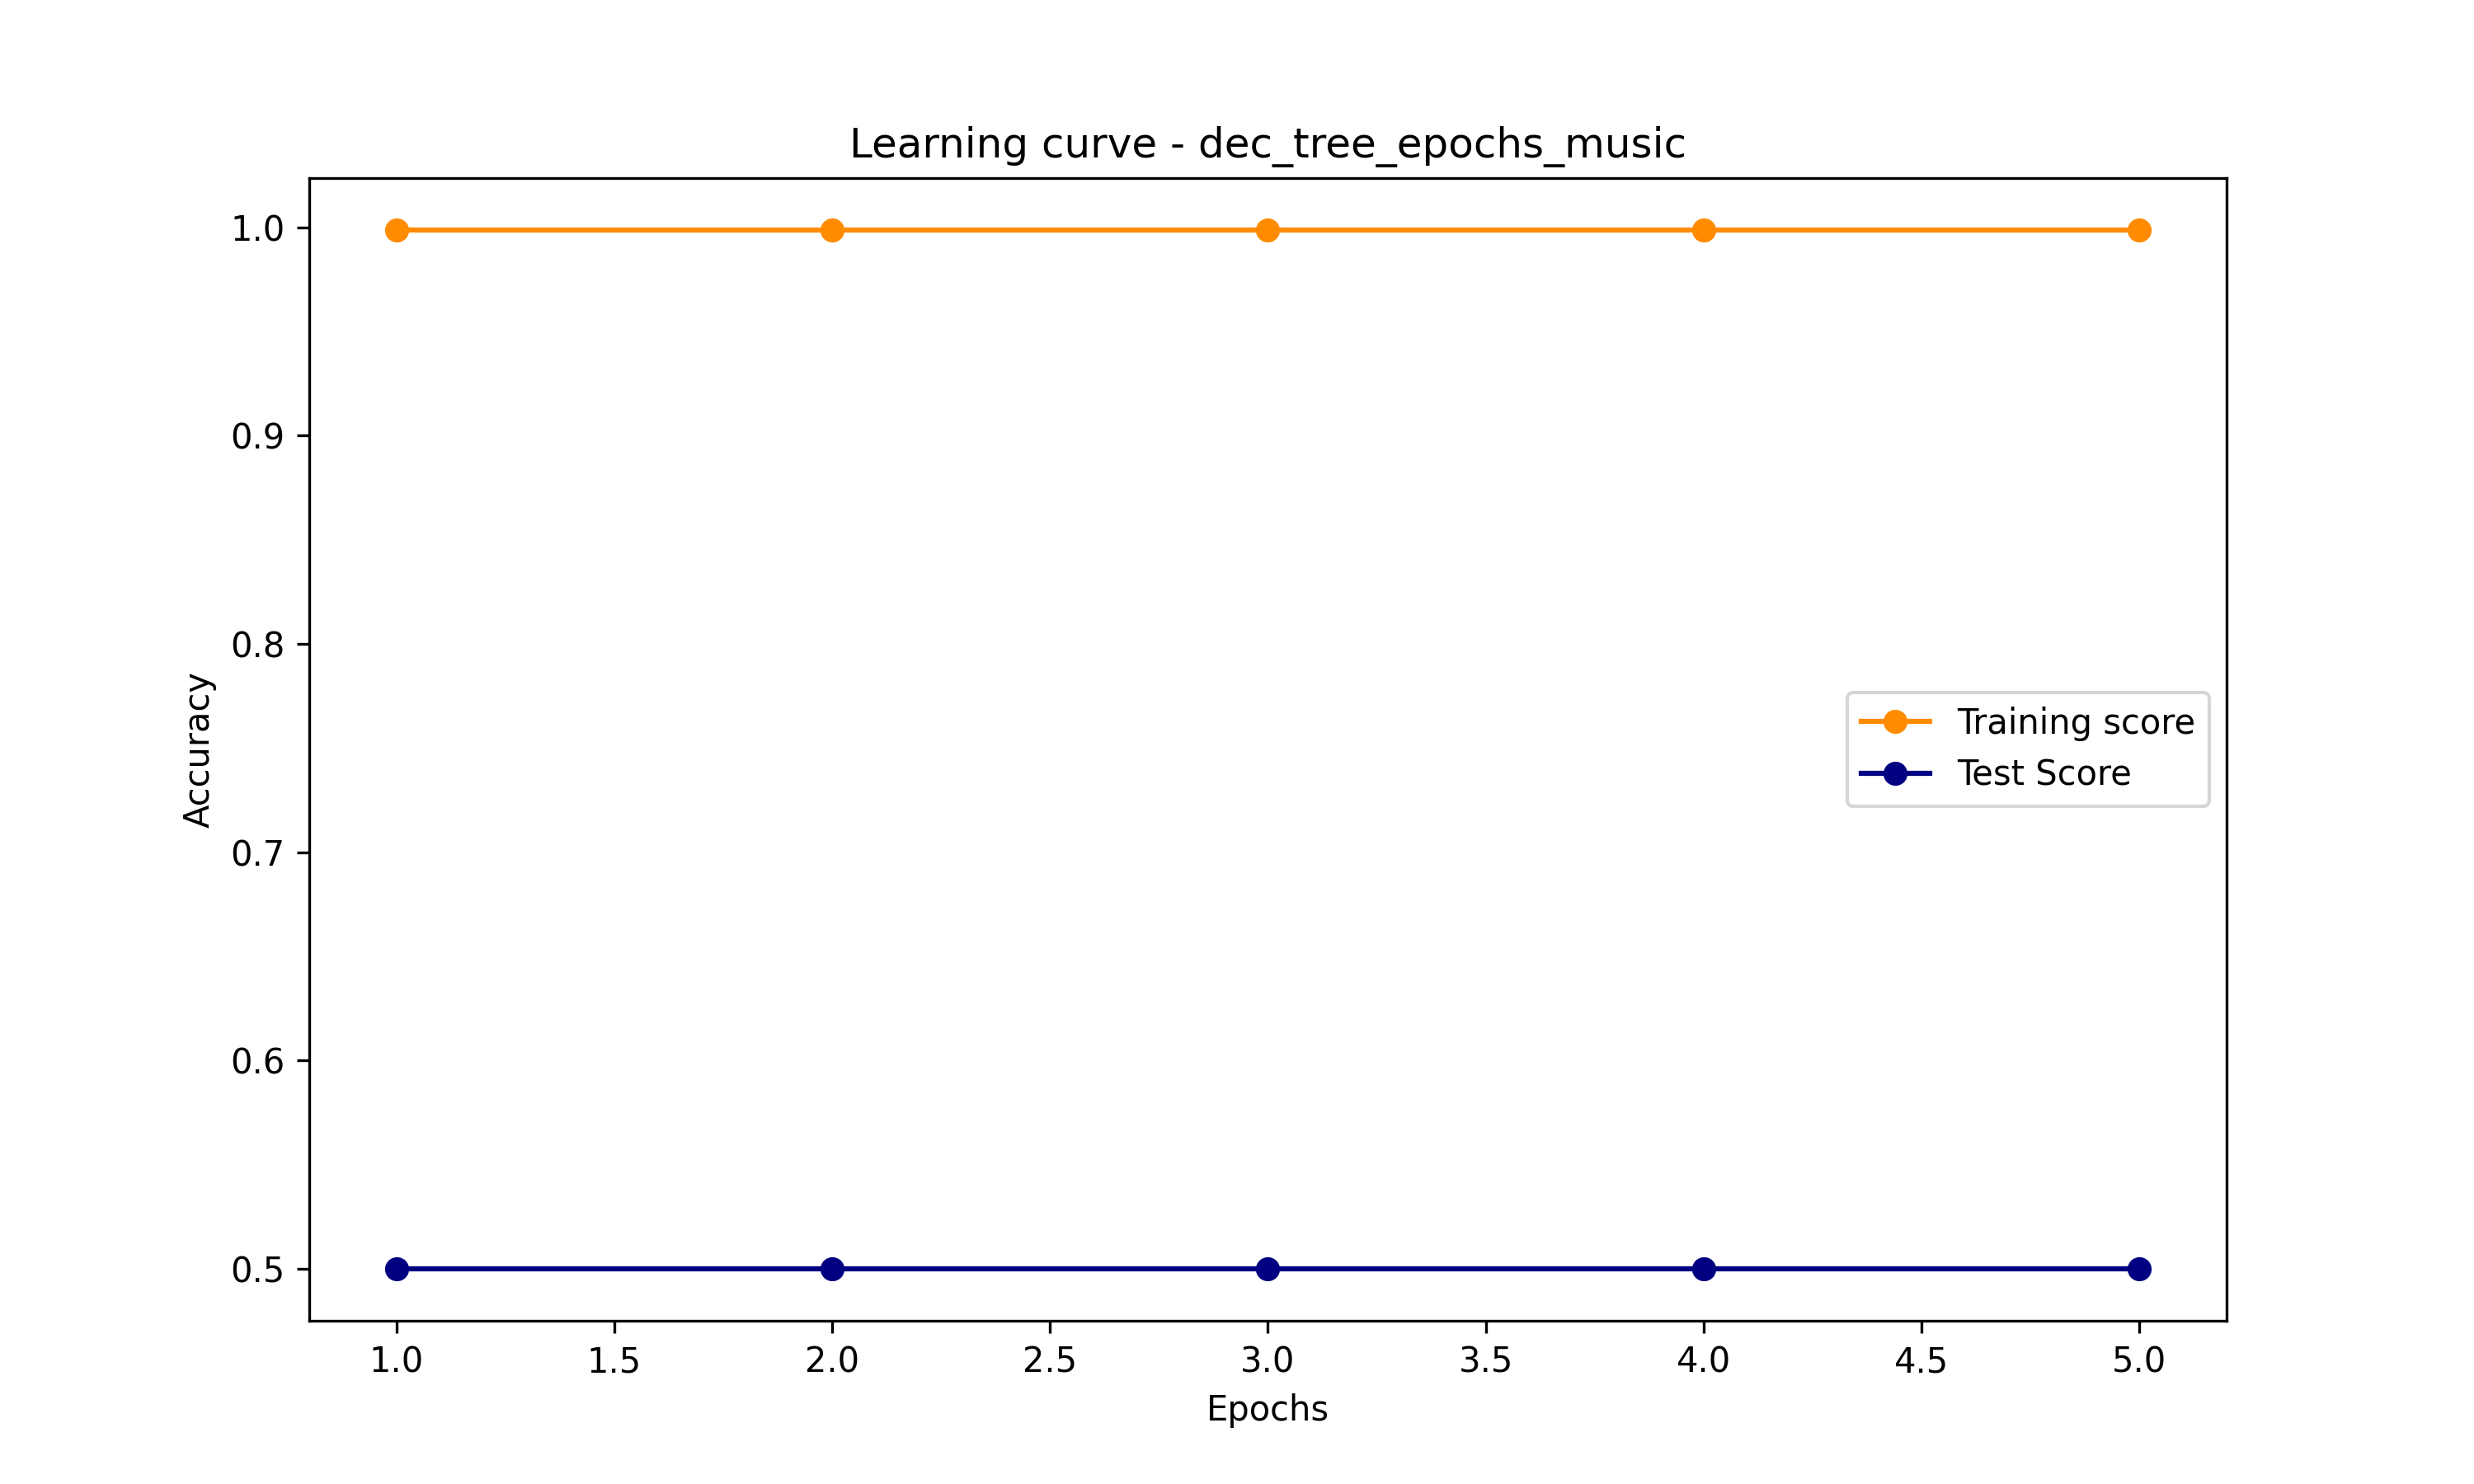 Learning curve - dec_tree_epochs_music
1.0
0.9
0.8
0.7
0.6
0.5
Accuracy
Training score
Test Score
1.0 1.5 2.0 2.5 3.0 3.5 4.0 4.5 5.0
Epochs